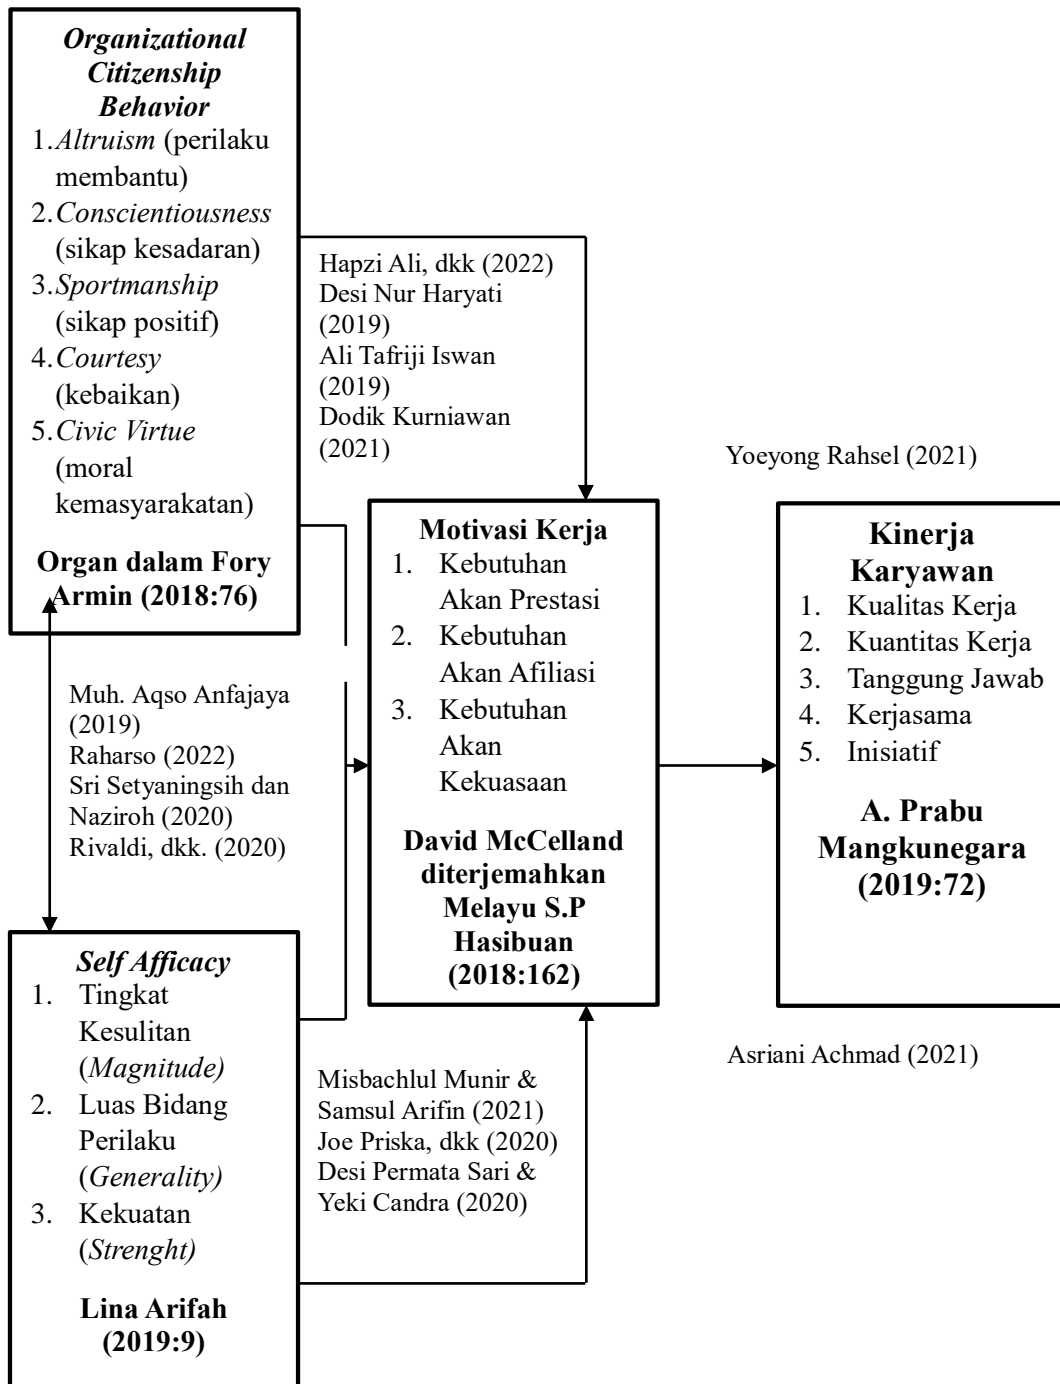 Organizational
Citizenship
Behavior
1. Altruism (perilaku
membantu)
2. Conscientiousness
(sikap kesadaran)
3. Sportmanship
(sikap positif)
4. Courtesy
(kebaikan)
5. Civic Virtue
(moral
kemasyarakatan)
Organ dalam Fory
Armin (2018:76)
Hapzi Ali, dkk (2022)
Desi Nur Haryati
(2019)
Ali Tafriji Iswan
(2019)
Dodik Kurniawan
(2021)
Muh. Aqso Anfajaya
(2019)
Raharso (2022)
Sri Setyaningsih dan
Naziroh (2020)
Rivaldi, dkk. (2020)
Self Afficacy
1. Tingkat
Kesulitan
(Magnitude)
2. Luas Bidang
Perilaku
(Generality)
3. Kekuatan
(Strenght)
Lina Arifah
(2019:9)
Motivasi Kerja
1. Kebutuhan
Akan Prestasi
2. Kebutuhan
Akan Afiliasi
3. Kebutuhan
Akan
Kekuasaan
David McCelland
diterjemahkan
Melayu S.P
Hasibuan
(2018:162)
Misbachlul Munir &
Samsul Arifin (2021)
Joe Priska, dkk (2020)
Desi Permata Sari &
Yeki Candra (2020)
Yoeyong Rahsel (2021)
Kinerja
Karyawan
1. Kualitas Kerja
2. Kuantitas Kerja
3. Tanggung Jawab
4. Kerjasama
5. Inisiatif
A. Prabu
Mangkunegara
(2019:72)
Asriani Achmad (2021)